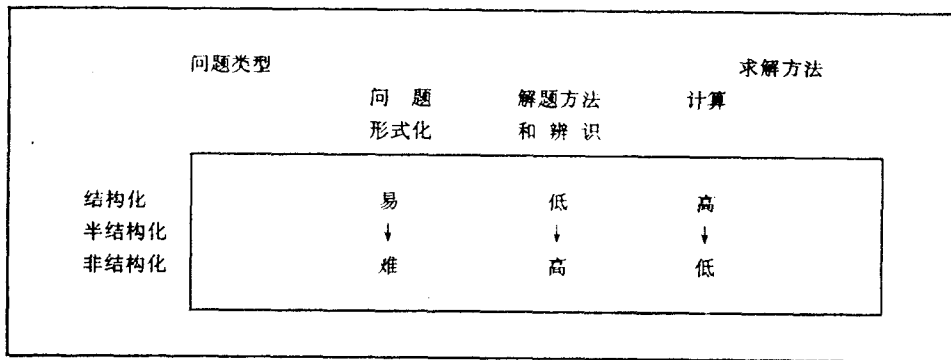 问题类型 求解方法
问 题 解题方法 计算
形式化 和 辨 识
结构化 易 低 高
半结构化 ↓ ↓ ↓
非结构化 难 高 低